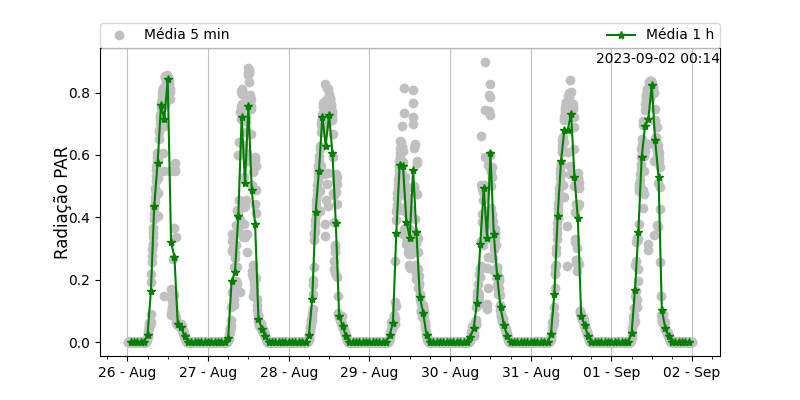 Média 5 min
Média 1 h
2023-09-02 00:14
Radiação PAR
0.8
0.6
0.4
0.2
0.0
26 - Aug 27 - Aug 28 - Aug 29 - Aug 30 - Aug 31 - Aug 01 - Sep 02 - Sep